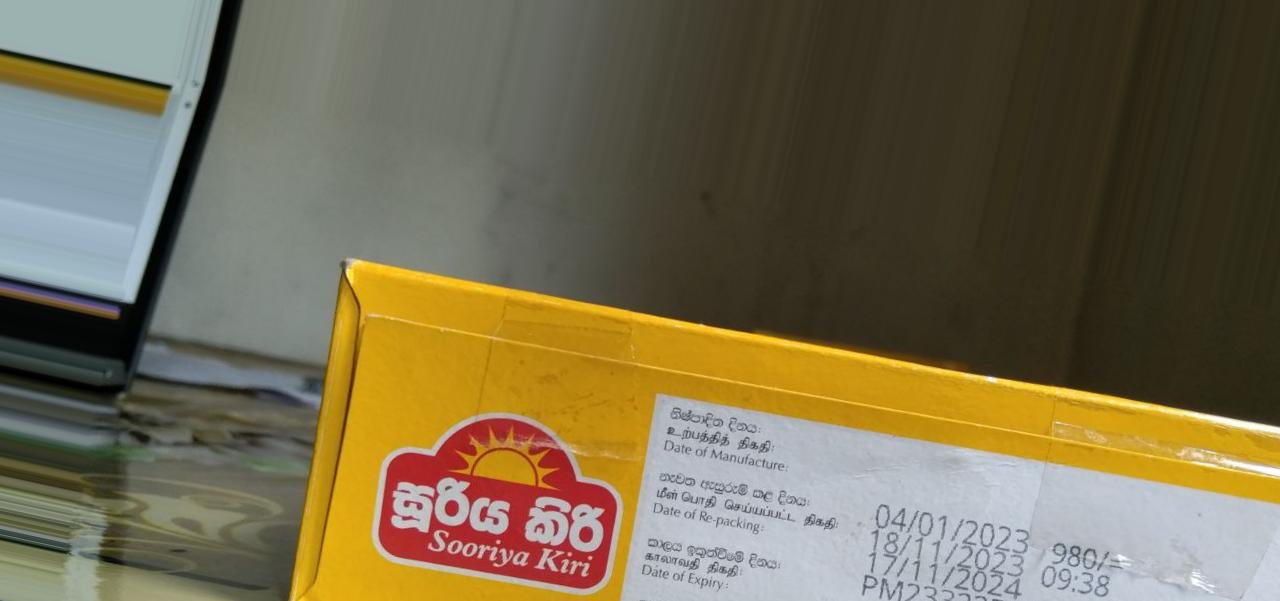 සූරිය කිරි
Sooriya Kiri
නිෂ්පාදිත දිනය:
உற்பத்தித் திகதி:
Date of Manufacture:
නැවත ඇසුරුම් කළ දිනය:
மீள் பொதி செய்யப்பட்ட திகதி:
Date of Re-packing:
කාලය ඉකුත්වීමේ දිනය:
காலாவதி திகதி:
Date of Expiry:
04/01/2023
18/11/2023 980/=
17/11/2024 09:38